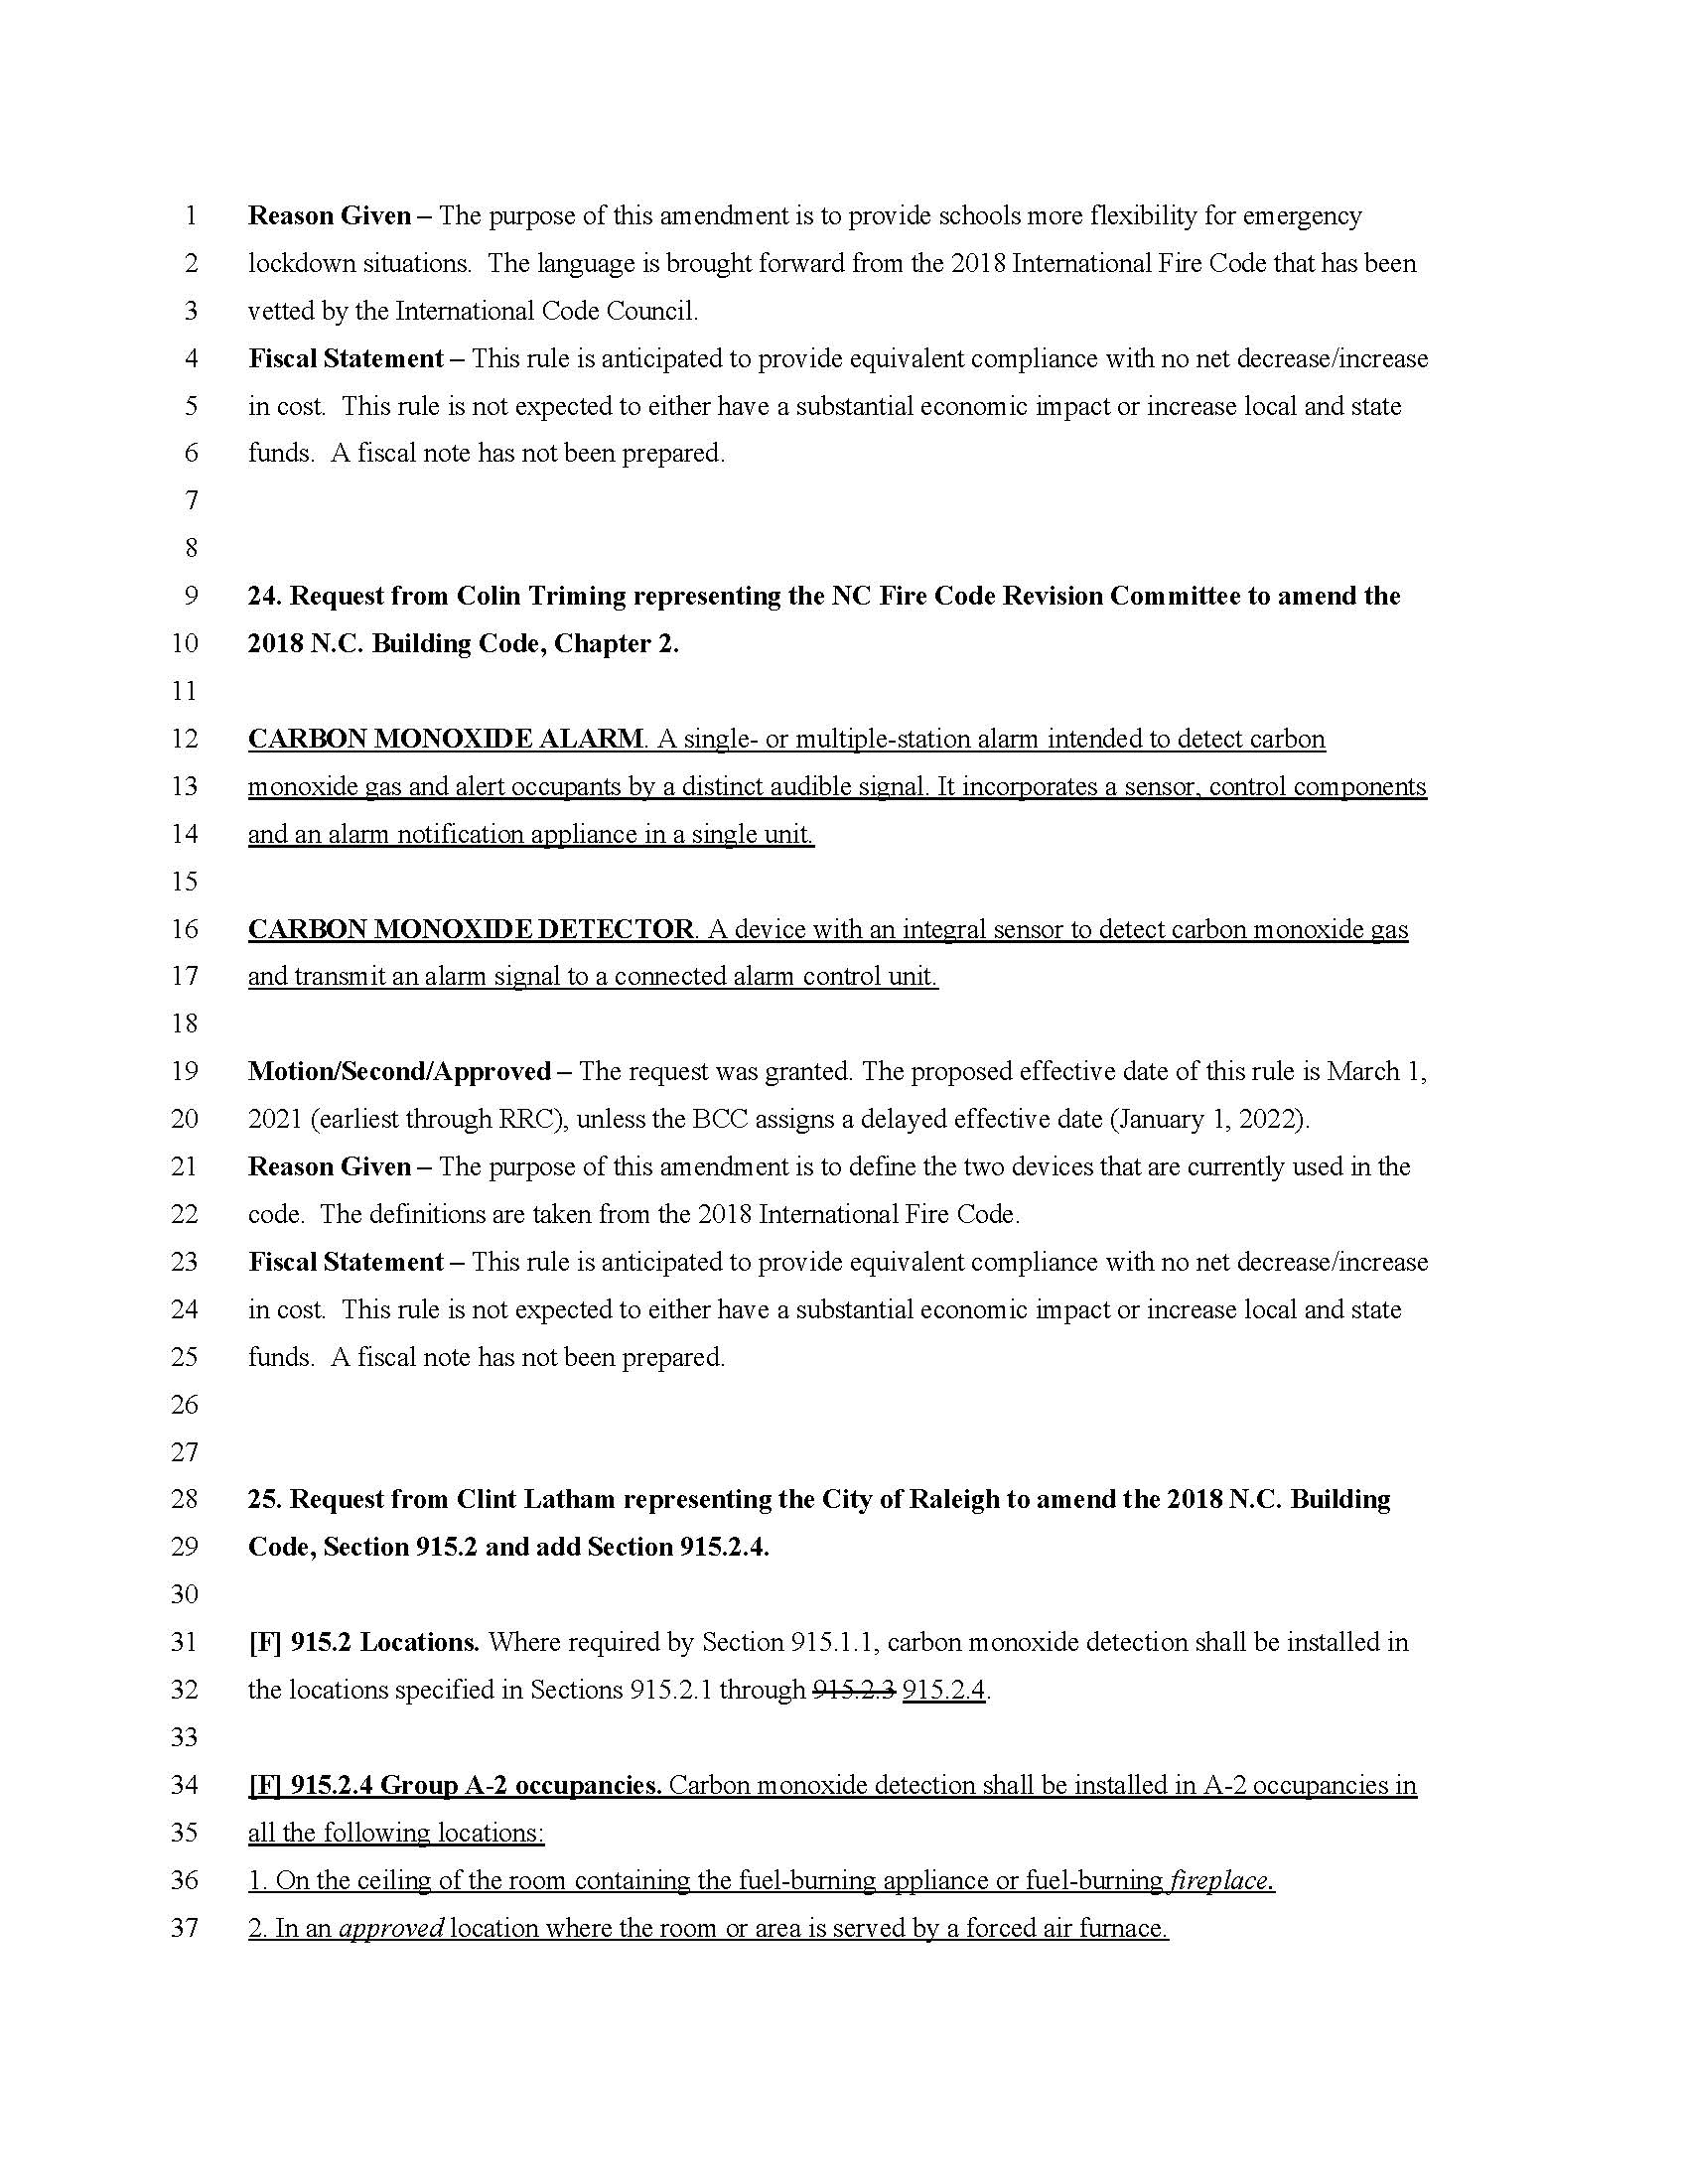 1 Reason Given – The purpose of this amendment is to provide schools more flexibility for emergency
2 lockdown situations.  The language is brought forward from the 2018 International Fire Code that has been
3 vetted by the International Code Council.
4 Fiscal Statement – This rule is anticipated to provide equivalent compliance with no net decrease/increase
5 in cost.  This rule is not expected to either have a substantial economic impact or increase local and state
6 funds.  A fiscal note has not been prepared.
7
8
9 24. Request from Colin Triming representing the NC Fire Code Revision Committee to amend the
10 2018 N.C. Building Code, Chapter 2.
11
12 CARBON MONOXIDE ALARM. A single- or multiple-station alarm intended to detect carbon
13 monoxide gas and alert occupants by a distinct audible signal. It incorporates a sensor, control components
14 and an alarm notification appliance in a single unit.
15
16 CARBON MONOXIDE DETECTOR. A device with an integral sensor to detect carbon monoxide gas
17 and transmit an alarm signal to a connected alarm control unit.
18
19 Motion/Second/Approved – The request was granted. The proposed effective date of this rule is March 1,
20 2021 (earliest through RRC), unless the BCC assigns a delayed effective date (January 1, 2022).
21 Reason Given – The purpose of this amendment is to define the two devices that are currently used in the
22 code.  The definitions are taken from the 2018 International Fire Code.
23 Fiscal Statement – This rule is anticipated to provide equivalent compliance with no net decrease/increase
24 in cost.  This rule is not expected to either have a substantial economic impact or increase local and state
25 funds.  A fiscal note has not been prepared.
26
27
28 25. Request from Clint Latham representing the City of Raleigh to amend the 2018 N.C. Building
29 Code, Section 915.2 and add Section 915.2.4.
30
31 [F] 915.2 Locations. Where required by Section 915.1.1, carbon monoxide detection shall be installed in
32 the locations specified in Sections 915.2.1 through 915.2.3 915.2.4.
33
34 [F] 915.2.4 Group A-2 occupancies. Carbon monoxide detection shall be installed in A-2 occupancies in
35 all the following locations:
36 1. On the ceiling of the room containing the fuel-burning appliance or fuel-burning fireplace.
37 2. In an approved location where the room or area is served by a forced air furnace.